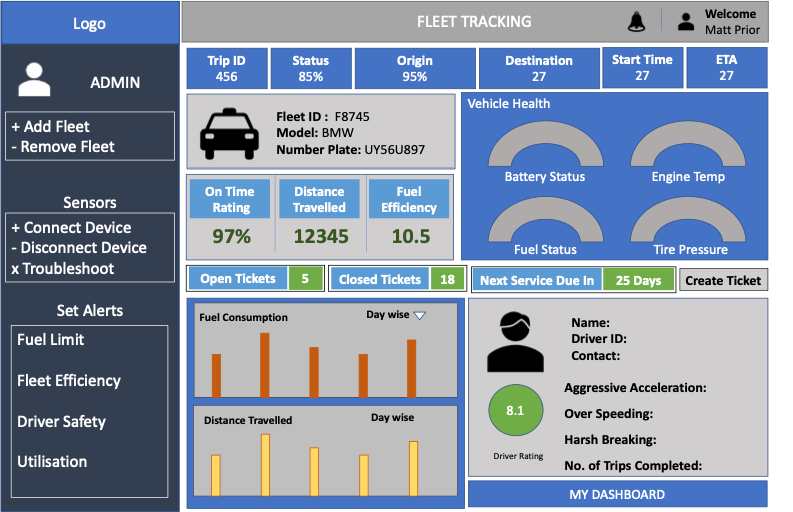 Logo
FLEET TRACKING
Welcome
Matt Prior
ADMIN
+ Add Fleet
- Remove Fleet
Sensors
+ Connect Device
- Disconnect Device
x Troubleshoot
Set Alerts
Fuel Limit
Fleet Efficiency
Driver Safety
Utilisation
Trip ID
456
Status
85%
Origin
95%
Destination
27
Start Time
27
ETA
27
Fleet ID : F8745
Model: BMW
Number Plate: UY56U897
Vehicle Health
Battery Status
Engine Temp
Fuel Status
Tire Pressure
On Time
Rating
97%
Distance
Travelled
12345
Fuel
Efficiency
10.5
Open Tickets 5
Closed Tickets 18
Next Service Due In 25 Days
Create Ticket
Fuel Consumption
Day wise
Distance Travelled
Day wise
Name:
Driver ID:
Contact:
8.1
Driver Rating
Aggressive Acceleration:
Over Speeding:
Harsh Breaking:
No. of Trips Completed:
MY DASHBOARD